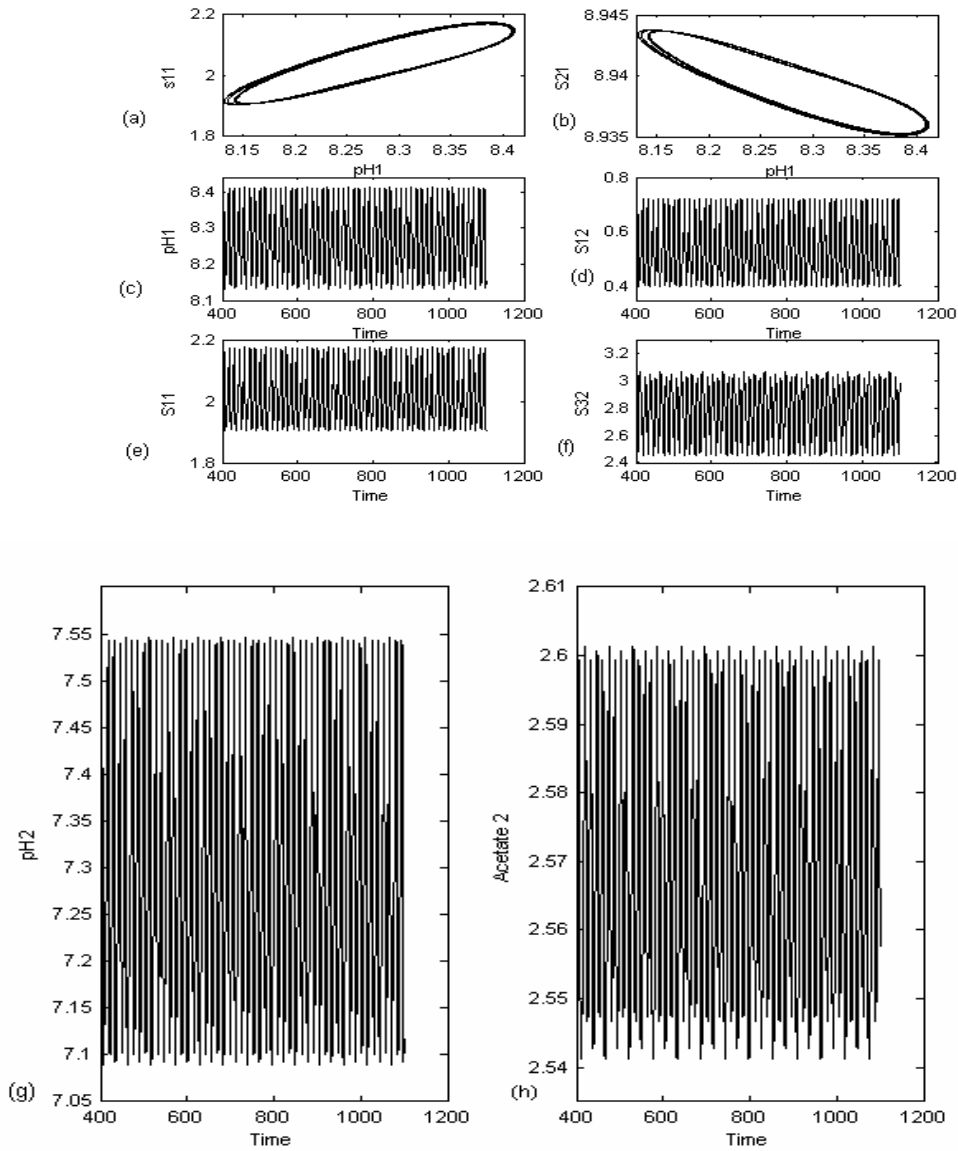 2.2
s11
2
(a)
1.8
8.15 8.2 8.25 8.3 8.35 8.4
pH1
8.945
S21
8.94
(b)
8.935
8.15 8.2 8.25 8.3 8.35 8.4
pH1
8.4
8.3
pH1
8.2
(c)
8.1
400 600 800 1000 1200
Time
0.8
S12
0.6
(d)
0.4
400 600 800 1000 1200
Time
2.2
S11
2
(e)
1.8
400 600 800 1000 1200
Time
3.2
3
S32
2.8
2.6
(f)
2.4
400 600 800 1000 1200
Time
7.55
7.5
7.45
7.4
7.35
pH2
7.3
7.25
7.2
7.15
7.1
(g)
7.05
400 600 800 1000 1200
Time
2.61
2.6
2.59
2.58
Acetate 2
2.57
2.56
2.55
(h)
2.54
400 600 800 1000 1200
Time